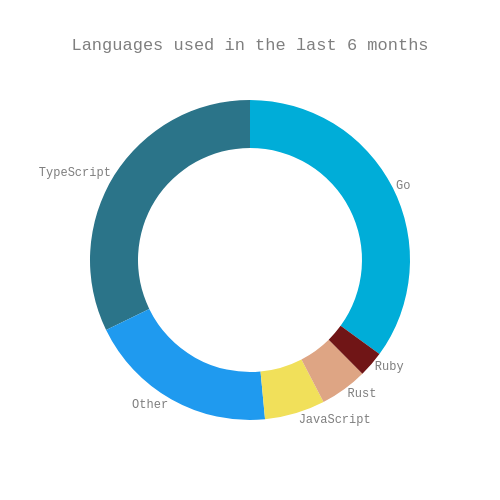 Languages used in the last 6 months
TypeScript
Go
Ruby
Rust
Other
JavaScript